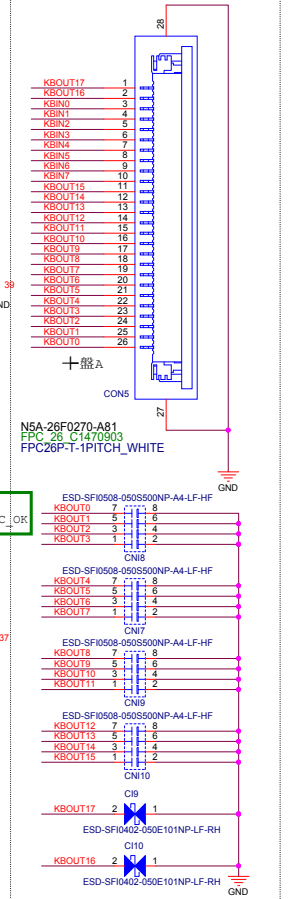 28
KBOUT17 1
KBOUT16 2
KBIN0 3
KBIN1 4
KBIN2 5
KBIN3 6
KBIN4 7
KBIN5 8
KBIN6 9
KBIN7 10
KBOUT15 11
KBOUT14 12
KBOUT13 13
KBOUT12 14
KBOUT11 15
KBOUT10 16
KBOUT9 17
KBOUT8 18
KBOUT7 19
KBOUT6 20
39
KBOUT5 21
KBOUT4 22
KBOUT3 23
KBOUT2 24
KBOUT1 25
KBOUT0 26
十盤A
CON5
27
N5A-26F0270-A81
FPC_26_C1470903
FPC26P-T-1PITCH_WHITE
GND
ESD-SFI0508-050S500NP-A4-LF-HF
KBOUT0 7 8
KBOUT1 5 6
KBOUT2 3 4
KBOUT3 1 2
CNI8
C_OK
ESD-SFI0508-050S500NP-A4-LF-HF
KBOUT4 7 8
KBOUT5 5 6
KBOUT6 3 4
KBOUT7 1 2
CNI7
37
ESD-SFI0508-050S500NP-A4-LF-HF
KBOUT8 7 8
KBOUT9 5 6
KBOUT10 3 4
KBOUT11 1 2
CNI9
ESD-SFI0508-050S500NP-A4-LF-HF
KBOUT12 7 8
KBOUT13 5 6
KBOUT14 3 4
KBOUT15 1 2
CNI10
CI9
KBOUT17 2 1
ESD-SFI0402-050E101NP-LF-RH
CI10
KBOUT16 2 1
ESD-SFI0402-050E101NP-LF-RH
GND